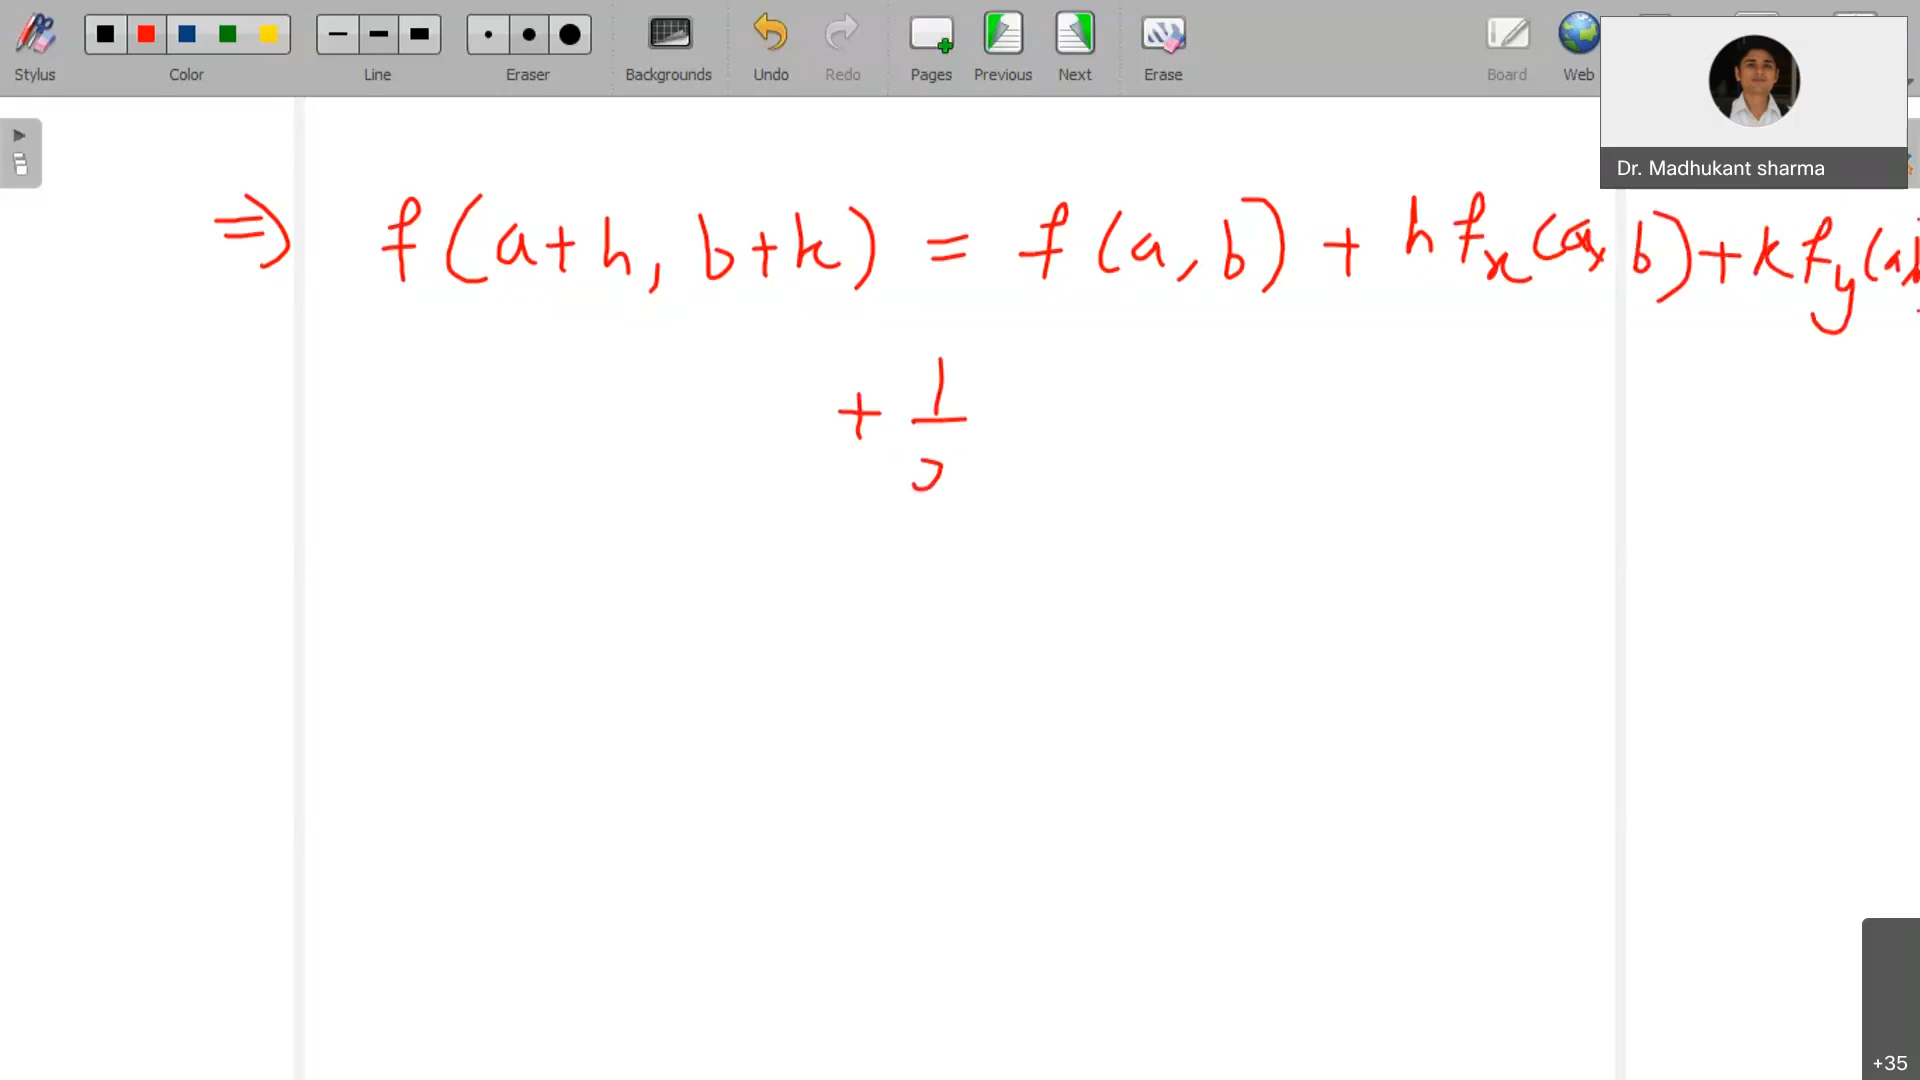 Stylus Color Line Eraser Backgrounds Undo Redo Pages Previous Next Erase Board Web
Dr. Madhukant sharma
⇒ f(a+h, b+k) = f(a, b) + h fx(a, b) + k fy(a,
+ 1/
+35